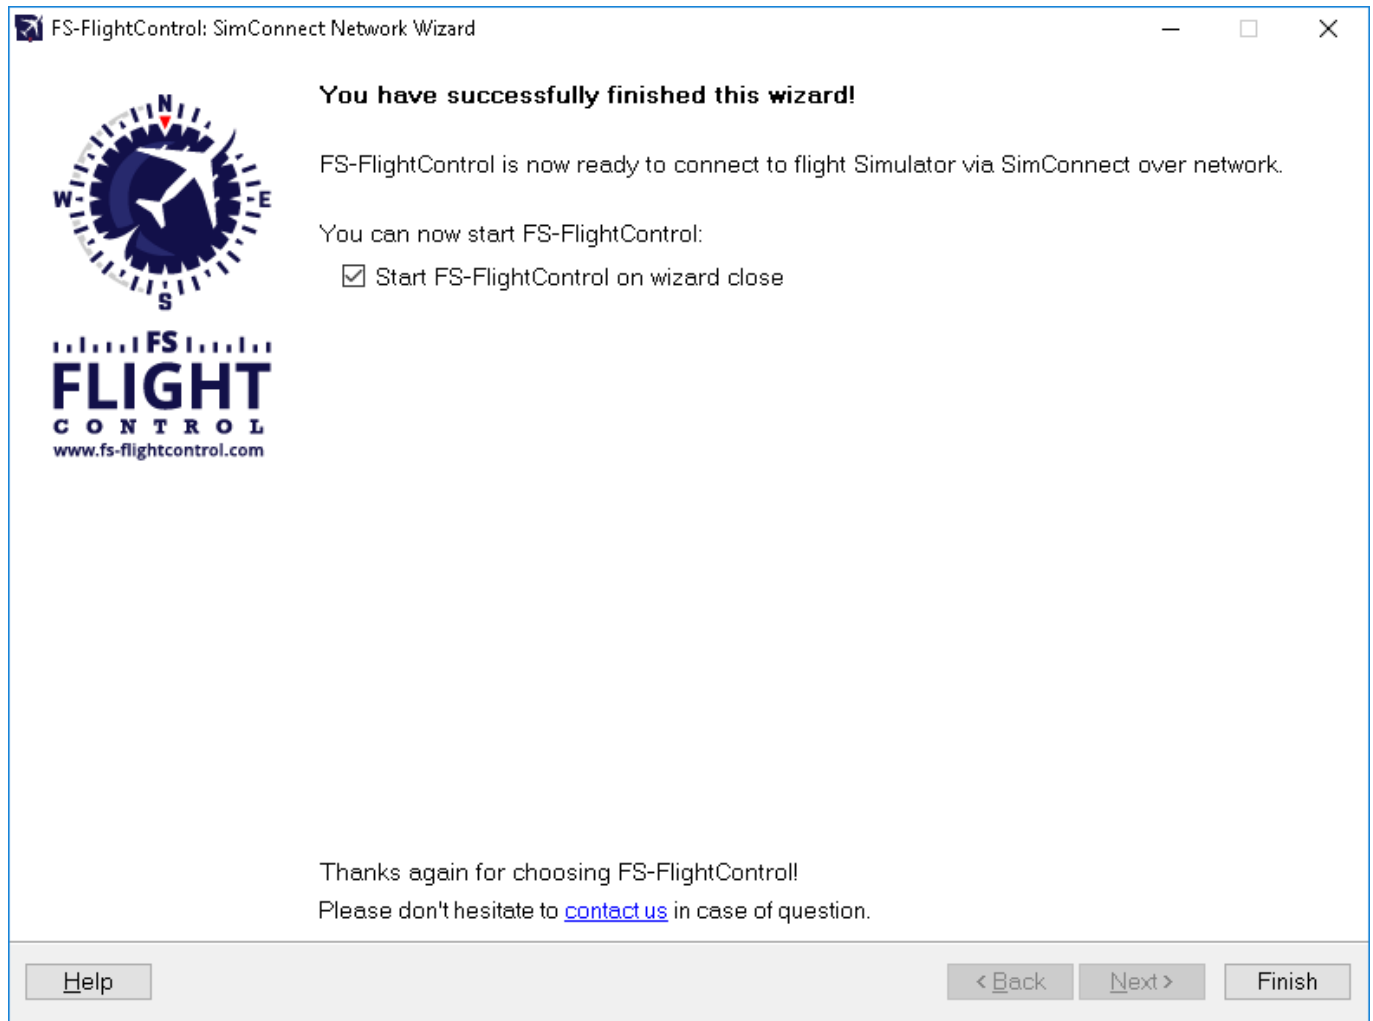 FS-FlightControl: SimConnect Network Wizard
You have successfully finished this wizard!
FS-FlightControl is now ready to connect to flight Simulator via SimConnect over network.
You can now start FS-FlightControl:
Start FS-FlightControl on wizard close
N
W
E
S
FS
FLIGHT
CONTROL
www.fs-flightcontrol.com
Thanks again for choosing FS-FlightControl!
Please don't hesitate to contact us in case of question.
Help
< Back
Next >
Finish